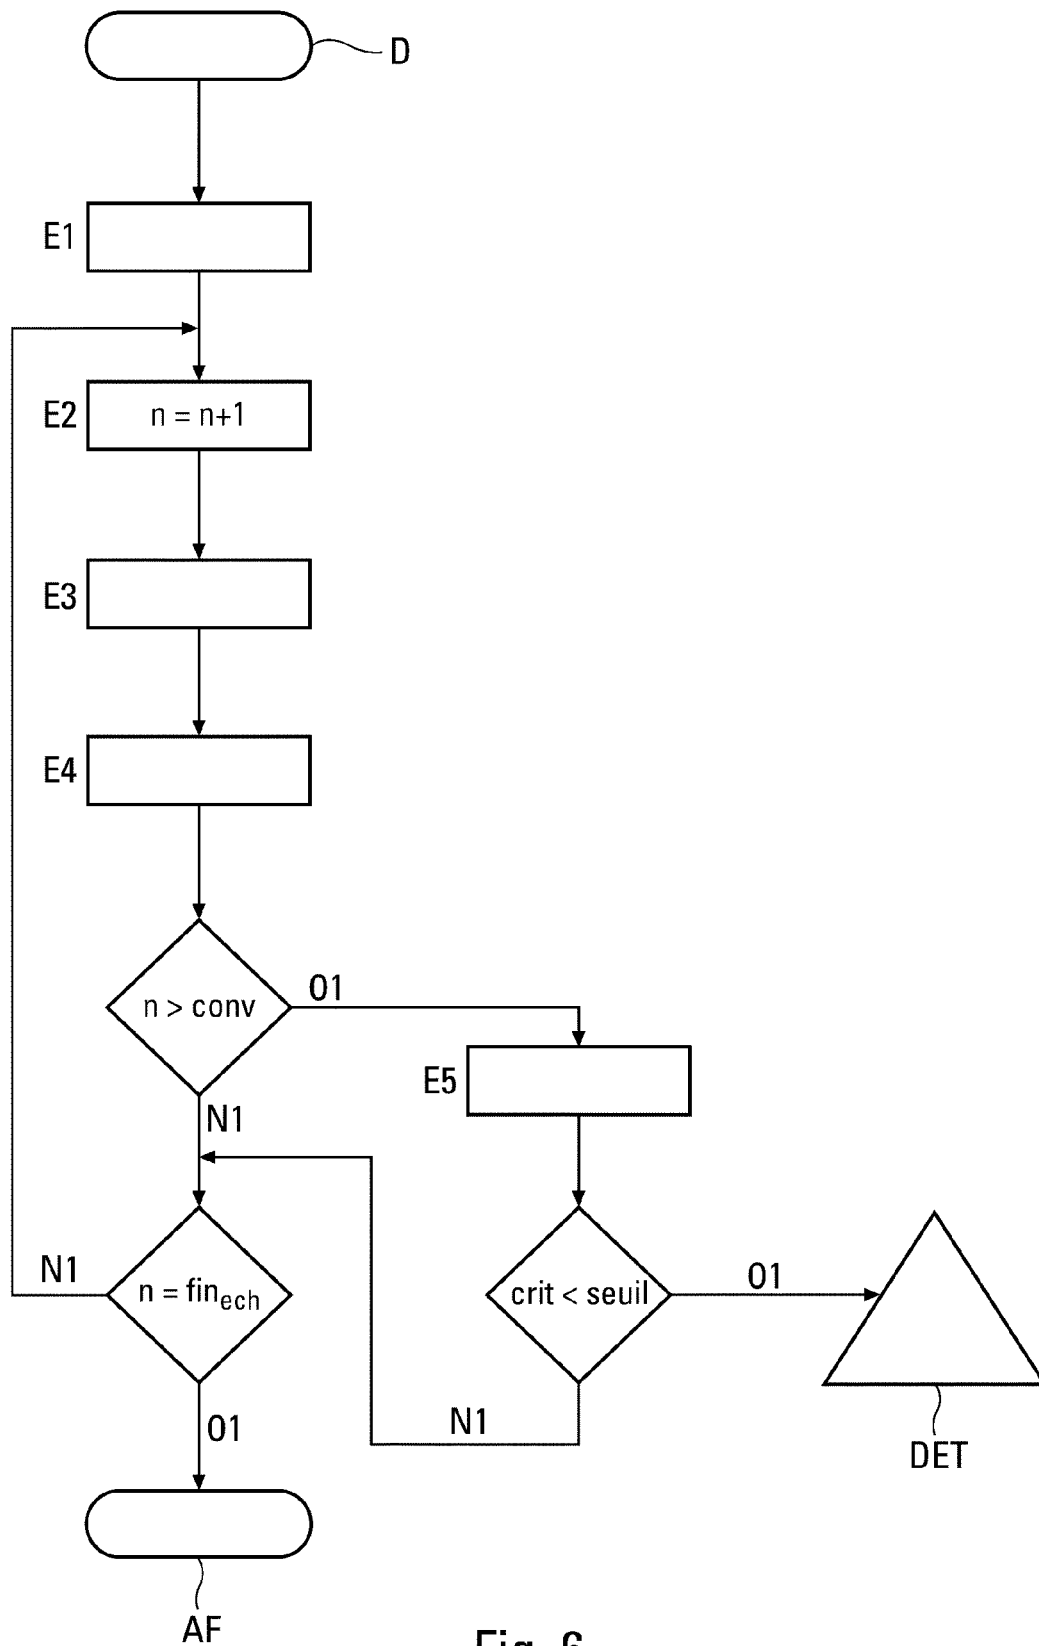 D
E1
E2
n = n+1
E3
E4
n > conv
O1
E5
N1
N1
n = fin_ech
crit < seuil
O1
O1
N1
DET
AF
Fig. 6